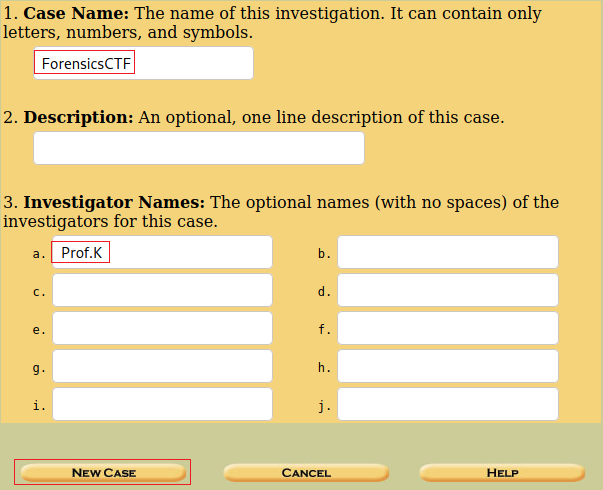 1. Case Name: The name of this investigation. It can contain only
letters, numbers, and symbols.
ForensicsCTF
2. Description: An optional, one line description of this case.
3. Investigator Names: The optional names (with no spaces) of the
investigators for this case.
a. Prof.K b.
c. d.
e. f.
g. h.
i. j.
NEW CASE CANCEL HELP